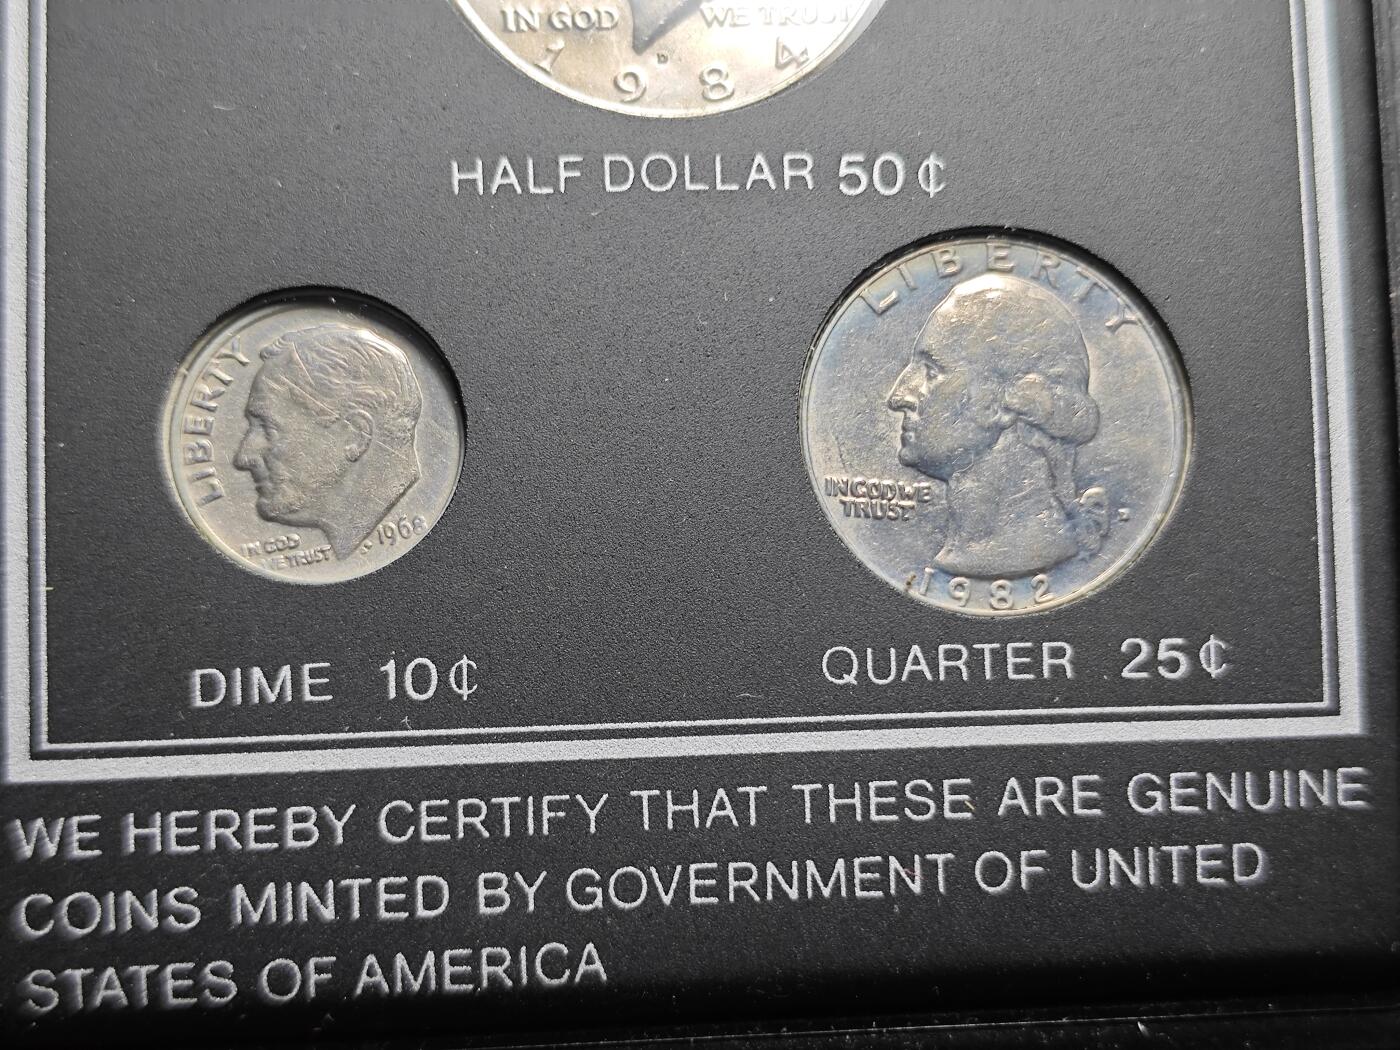 IN GOD WE TRUST
D
1984
HALF DOLLAR 50¢
LIBERTY
IN GOD
WE TRUST
1968
DIME 10¢
LIBERTY
IN GOD WE
TRUST
1982
QUARTER 25¢
WE HEREBY CERTIFY THAT THESE ARE GENUINE
COINS MINTED BY GOVERNMENT OF UNITED
STATES OF AMERICA